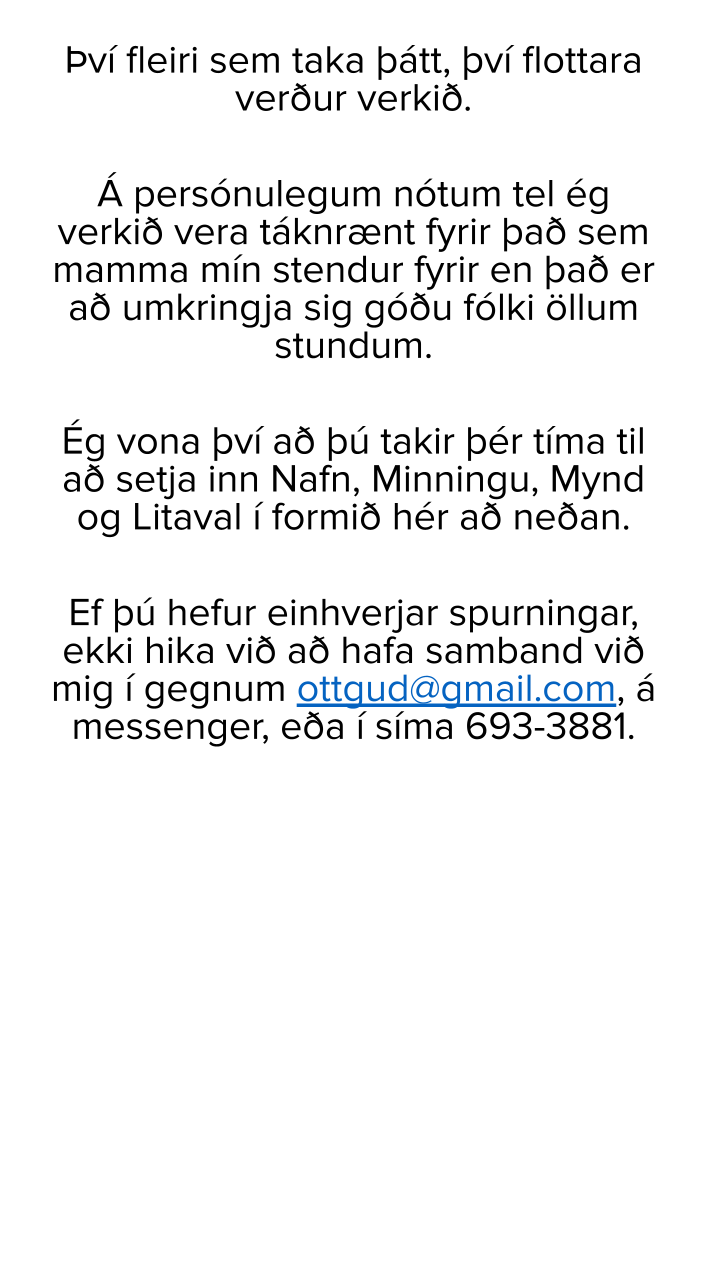 Því fleiri sem taka þátt, því flottara
verður verkið.
Á persónulegum nótum tel ég
verkið vera táknrænt fyrir það sem
mamma mín stendur fyrir en það er
að umkringja sig góðu fólki öllum
stundum.
Ég vona því að þú takir þér tíma til
að setja inn Nafn, Minningu, Mynd
og Litaval í formið hér að neðan.
Ef þú hefur einhverjar spurningar,
ekki hika við að hafa samband við
mig í gegnum ottgud@gmail.com, á
messenger, eða í síma 693-3881.